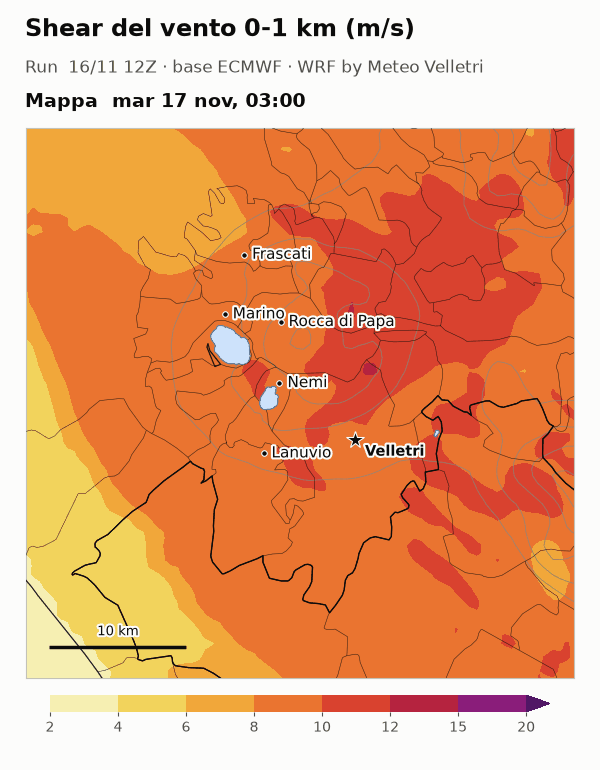 Shear del vento 0-1 km (m/s)
Run  16/11 12Z · base ECMWF · WRF by Meteo Velletri
Mappa  mar 17 nov, 03:00
Frascati
Marino
Rocca di Papa
Nemi
Velletri
Lanuvio
10 km
2 4 6 8 10 12 15 20